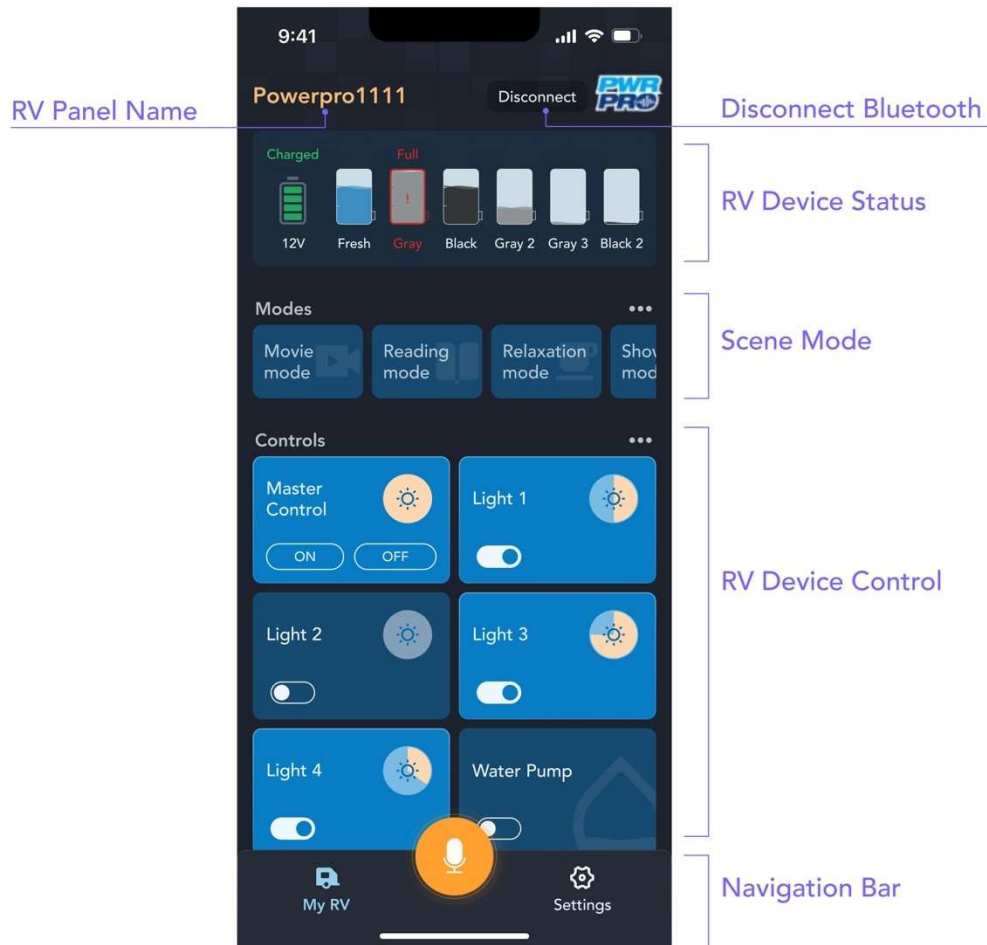 9:41
RV Panel Name
Powerpro1111
Disconnect
PWR
PRO
Disconnect Bluetooth
Charged
Full
!
12V
Fresh
Gray
Black
Gray 2
Gray 3
Black 2
RV Device Status
Modes
Movie
mode
Reading
mode
Relaxation
mode
Scene Mode
Controls
Master
Control
ON
OFF
Light 1
Light 2
Light 3
RV Device Control
Light 4
Water Pump
My RV
Settings
Navigation Bar